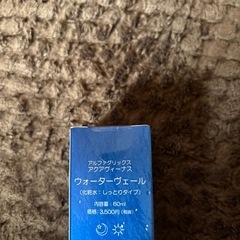 アルファグリックス
アクアヴィーナス
ウォーターヴェール
〈化粧水：しっとりタイプ〉
内容量：60ml
価格：3,500円（税抜）